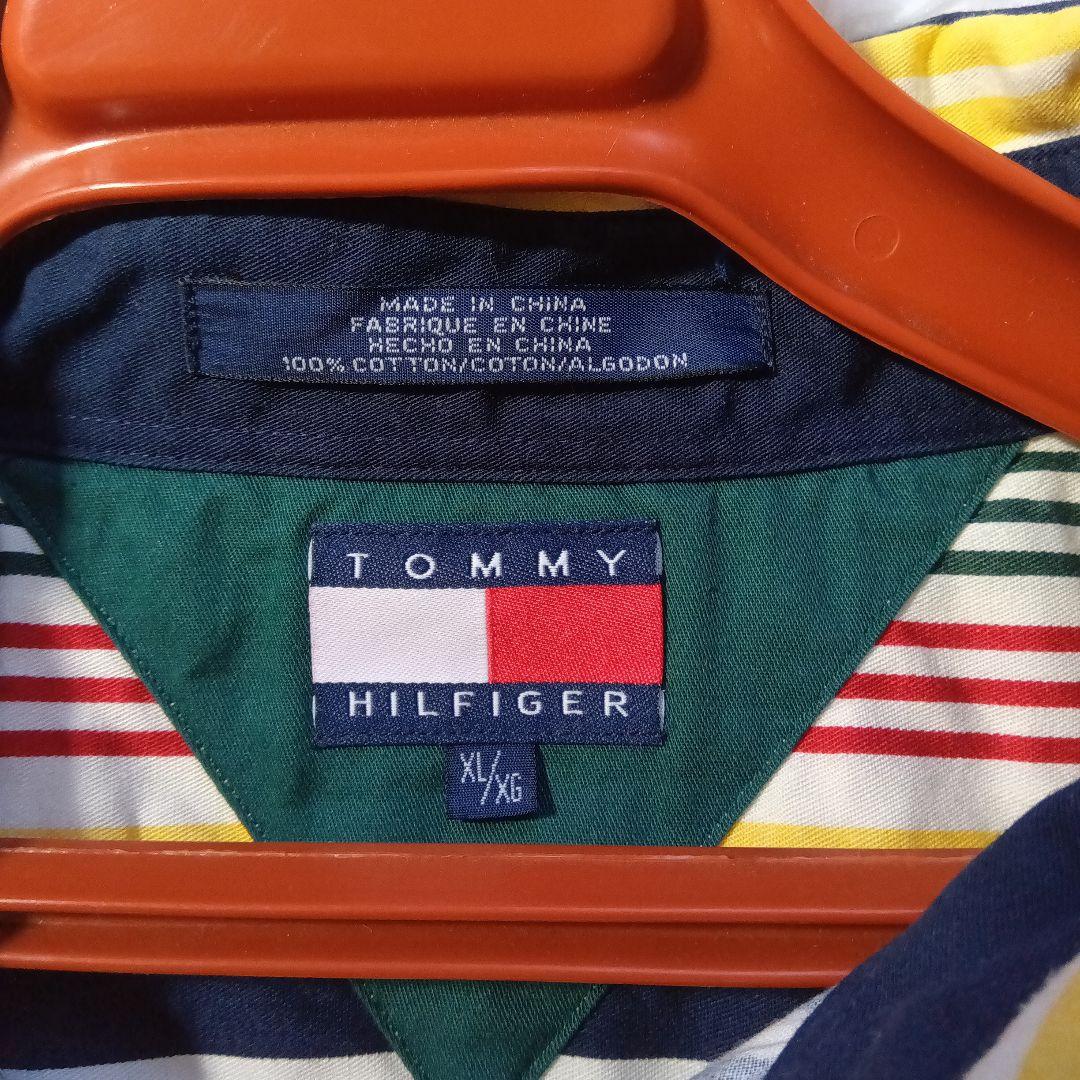 MADE IN CHINA
FABRIQUE EN CHINE
HECHO EN CHINA
100% COTTON/COTON/ALGODON
TOMMY
HILFIGER
XL/XG